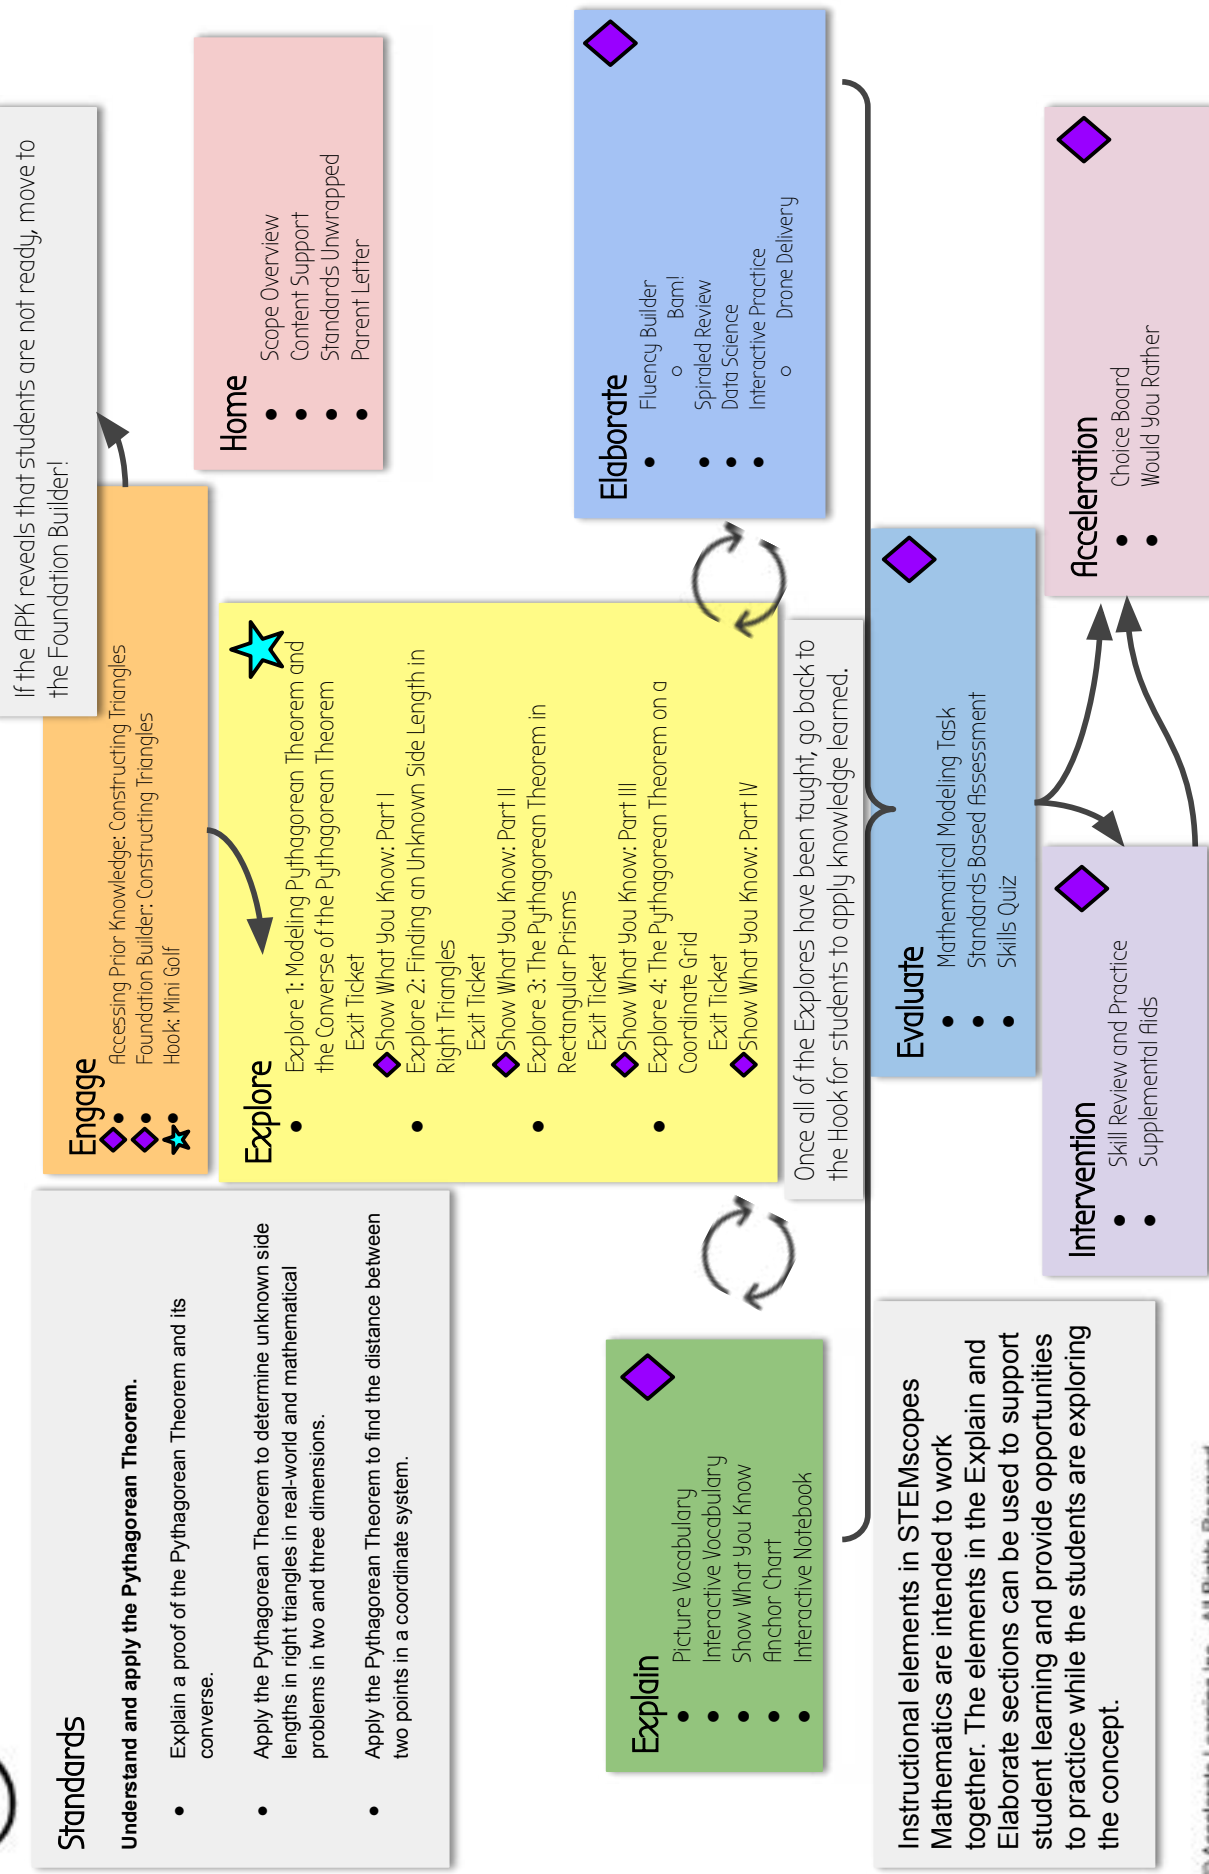 Standards
Understand and apply the Pythagorean Theorem.
• Explain a proof of the Pythagorean Theorem and its
converse.
• Apply the Pythagorean Theorem to determine unknown side
lengths in right triangles in real-world and mathematical
problems in two and three dimensions.
• Apply the Pythagorean Theorem to find the distance between
two points in a coordinate system.
Engage
• Accessing Prior Knowledge: Constructing Triangles
• Foundation Builder: Constructing Triangles
• Hook: Mini Golf
If the APK reveals that students are not ready, move to
the Foundation Builder!
Home
• Scope Overview
• Content Support
• Standards Unwrapped
• Parent Letter
Explore
• Explore 1: Modeling Pythagorean Theorem and
the Converse of the Pythagorean Theorem
Exit Ticket
Show What You Know: Part I
• Explore 2: Finding an Unknown Side Length in
Right Triangles
Exit Ticket
Show What You Know: Part II
• Explore 3: The Pythagorean Theorem in
Rectangular Prisms
Exit Ticket
Show What You Know: Part III
• Explore 4: The Pythagorean Theorem on a
Coordinate Grid
Exit Ticket
Show What You Know: Part IV
Once all of the Explores have been taught, go back to
the Hook for students to apply knowledge learned.
Explain
• Picture Vocabulary
• Interactive Vocabulary
• Show What You Know
• Anchor Chart
• Interactive Notebook
Elaborate
• Fluency Builder
○ Bam!
• Spiraled Review
• Data Science
• Interactive Practice
○ Drone Delivery
Instructional elements in STEMscopes
Mathematics are intended to work
together. The elements in the Explain and
Elaborate sections can be used to support
student learning and provide opportunities
to practice while the students are exploring
the concept.
Evaluate
• Mathematical Modeling Task
• Standards Based Assessment
• Skills Quiz
Intervention
• Skill Review and Practice
• Supplemental Aids
Acceleration
• Choice Board
• Would You Rather
Accelerate Learning Inc. All Rights Reserved